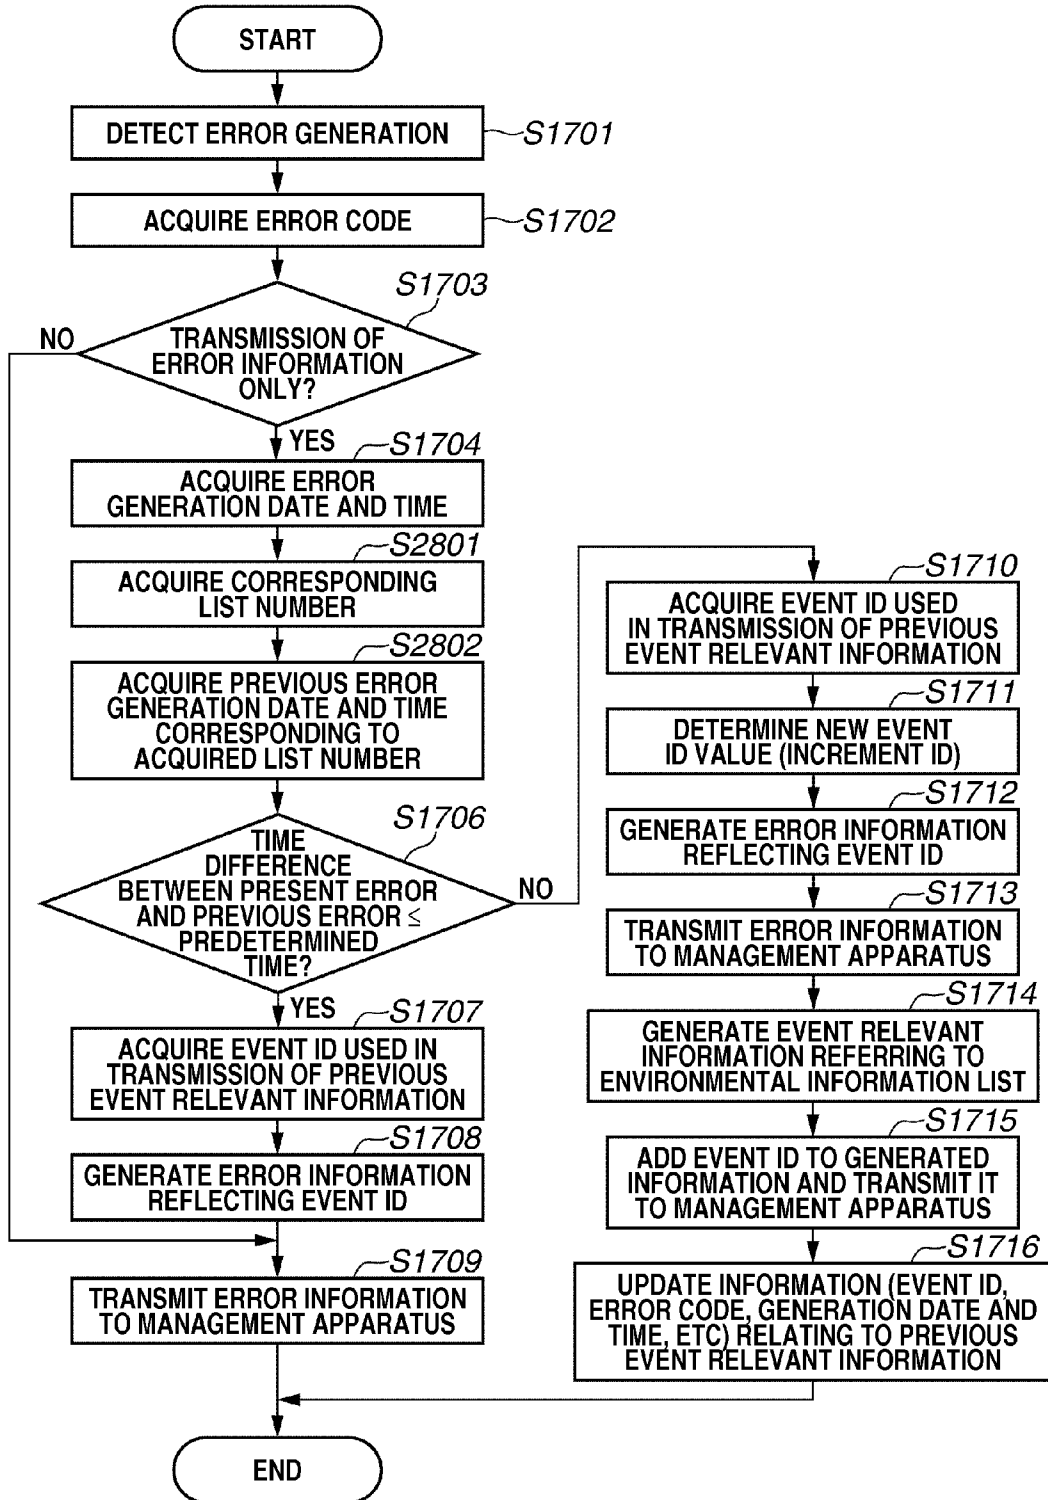 START
DETECT ERROR GENERATION
S1701
ACQUIRE ERROR CODE
S1702
S1703
NO
TRANSMISSION OF
ERROR INFORMATION
ONLY?
YES
S1704
ACQUIRE ERROR
GENERATION DATE AND TIME
S2801
ACQUIRE CORRESPONDING
LIST NUMBER
S2802
ACQUIRE PREVIOUS ERROR
GENERATION DATE AND TIME
CORRESPONDING TO
ACQUIRED LIST NUMBER
S1706
TIME
DIFFERENCE
BETWEEN PRESENT ERROR
AND PREVIOUS ERROR ≤
PREDETERMINED
TIME?
NO
YES
S1707
ACQUIRE EVENT ID USED IN
TRANSMISSION OF PREVIOUS
EVENT RELEVANT INFORMATION
S1708
GENERATE ERROR INFORMATION
REFLECTING EVENT ID
S1709
TRANSMIT ERROR INFORMATION
TO MANAGEMENT APPARATUS
S1710
ACQUIRE EVENT ID USED
IN TRANSMISSION OF PREVIOUS
EVENT RELEVANT INFORMATION
S1711
DETERMINE NEW EVENT
ID VALUE (INCREMENT ID)
S1712
GENERATE ERROR INFORMATION
REFLECTING EVENT ID
S1713
TRANSMIT ERROR INFORMATION
TO MANAGEMENT APPARATUS
S1714
GENERATE EVENT RELEVANT
INFORMATION REFERRING TO
ENVIRONMENTAL INFORMATION LIST
S1715
ADD EVENT ID TO GENERATED
INFORMATION AND TRANSMIT IT
TO MANAGEMENT APPARATUS
S1716
UPDATE INFORMATION (EVENT ID,
ERROR CODE, GENERATION DATE AND
TIME, ETC) RELATING TO PREVIOUS
EVENT RELEVANT INFORMATION
END